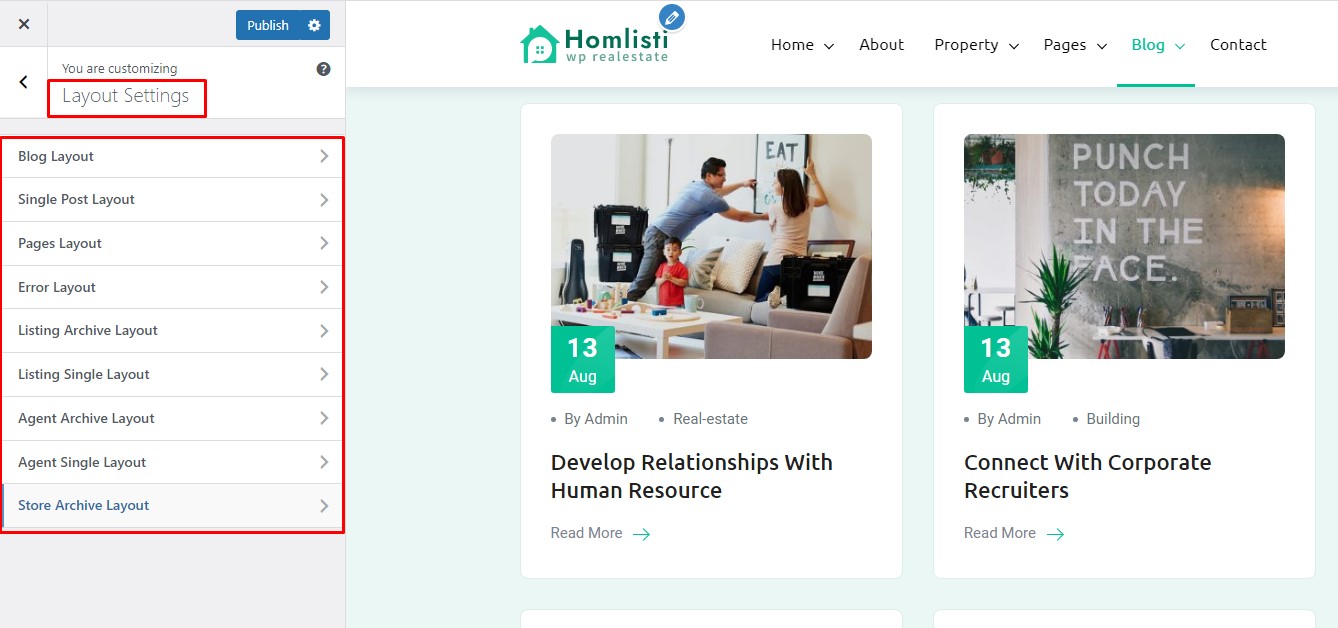 Publish
You are customizing
Layout Settings
Blog Layout
Single Post Layout
Pages Layout
Error Layout
Listing Archive Layout
Listing Single Layout
Agent Archive Layout
Agent Single Layout
Store Archive Layout
Homlisti
wp realestate
Home
About
Property
Pages
Blog
Contact
EAT
13
Aug
By Admin
Real-estate
Develop Relationships With
Human Resource
Read More
PUNCH
TODAY
IN THE
FACE.
13
Aug
By Admin
Building
Connect With Corporate
Recruiters
Read More